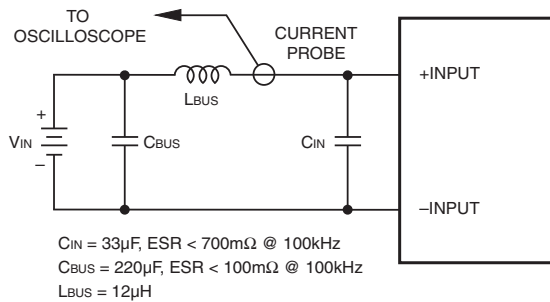 TO
OSCILLOSCOPE
CURRENT
PROBE
+INPUT
LBUS
+
VIN
–
CBUS
CIN
–INPUT
CIN = 33µF, ESR < 700mΩ @ 100kHz
CBUS = 220µF, ESR < 100mΩ @ 100kHz
LBUS = 12µH